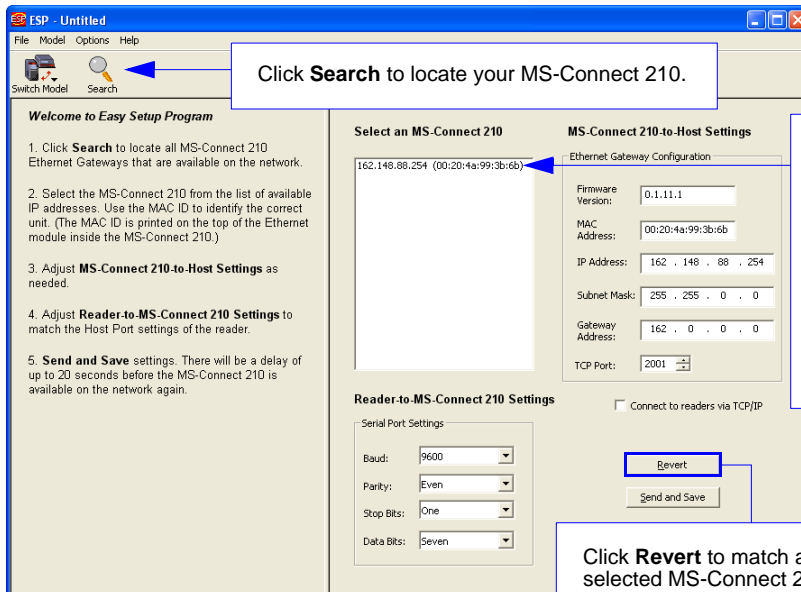 ESP - Untitled
File Model Options Help
Switch Model Search
Click Search to locate your MS-Connect 210.
Welcome to Easy Setup Program
1. Click Search to locate all MS-Connect 210
Ethernet Gateways that are available on the network.
2. Select the MS-Connect 210 from the list of available
IP addresses. Use the MAC ID to identify the correct
unit. (The MAC ID is printed on the top of the Ethernet
module inside the MS-Connect 210.)
3. Adjust MS-Connect 210-to-Host Settings as
needed.
4. Adjust Reader-to-MS-Connect 210 Settings to
match the Host Port settings of the reader.
5. Send and Save settings. There will be a delay of
up to 20 seconds before the MS-Connect 210 is
available on the network again.
Select an MS-Connect 210
162.148.88.254 (00:20:4a:99:3b:6b)
MS-Connect 210-to-Host Settings
Ethernet Gateway Configuration
Firmware
Version: 0.1.11.1
MAC
Address: 00:20:4a:99:3b:6b
IP Address: 162 . 148 . 88 . 254
Subnet Mask: 255 . 255 . 0 . 0
Gateway
Address: 162 . 0 . 0 . 0
TCP Port: 2001
Reader-to-MS-Connect 210 Settings
Serial Port Settings
Baud: 9600
Parity: Even
Stop Bits: One
Data Bits: Seven
Connect to readers via TCP/IP
Revert
Send and Save
Click Revert to match a
selected MS-Connect 2